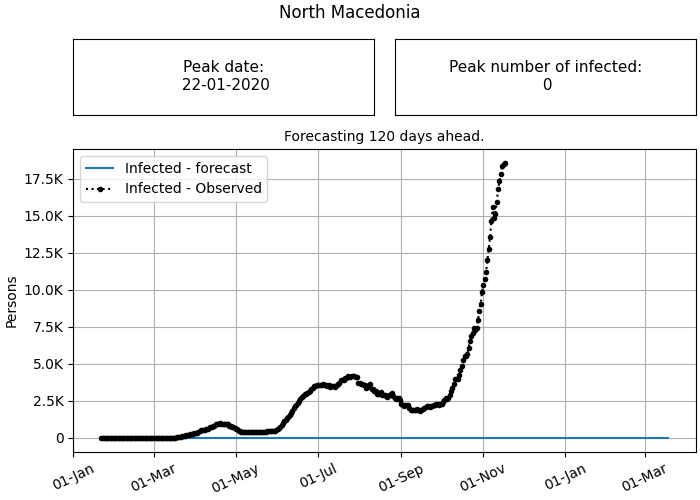 North Macedonia
Peak date:
22-01-2020
Peak number of infected:
0
Forecasting 120 days ahead.
Infected - forecast
Infected - Observed
Persons
17.5K
15.0K
12.5K
10.0K
7.5K
5.0K
2.5K
0
01-Jan
01-Mar
01-May
01-Jul
01-Sep
01-Nov
01-Jan
01-Mar